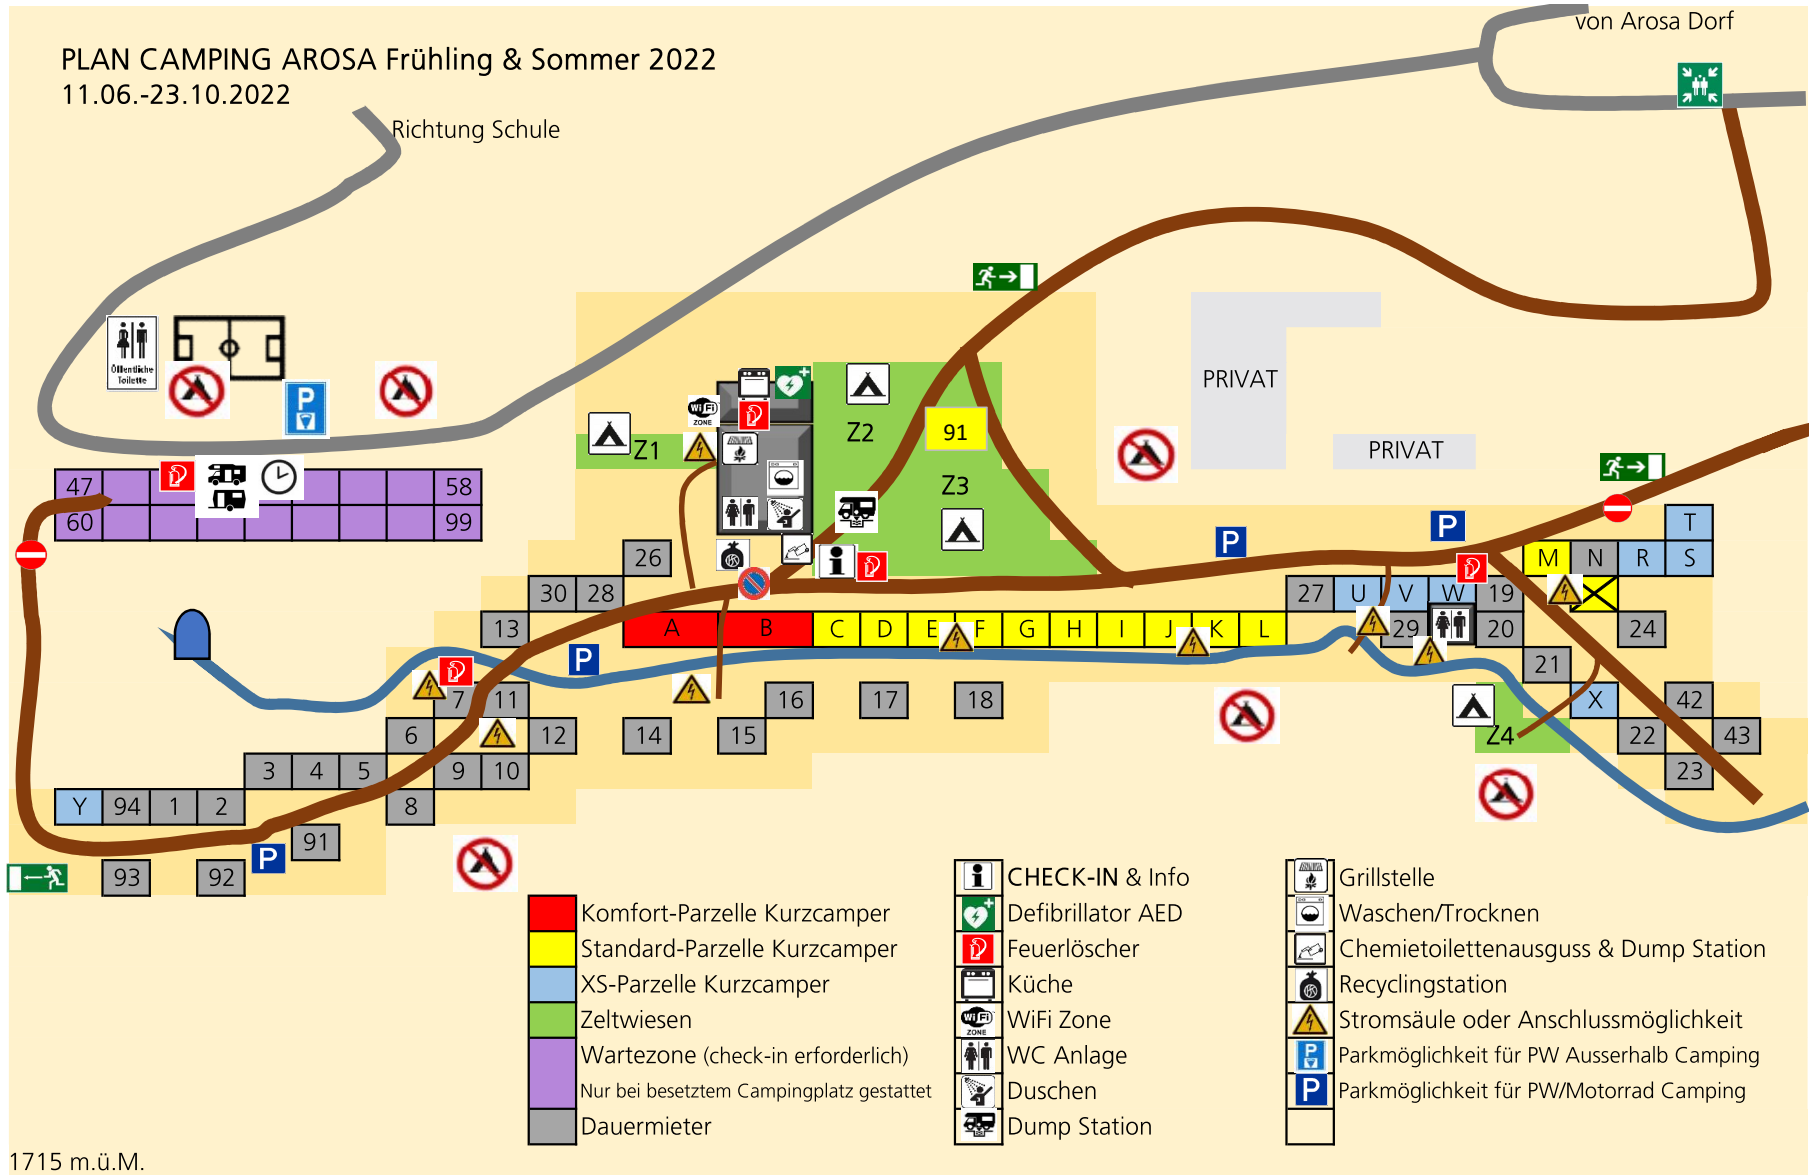 von Arosa Dorf
PLAN CAMPING AROSA Frühling & Sommer 2022
11.06.-23.10.2022
Richtung Schule
Öffentliche
Toilette
P
PRIVAT
PRIVAT
WiFi
ZONE
Z1
Z2
91
Z3
47
58
60
99
P
P
T
M
N
R
S
26
30
28
27
U
V
W
19
13
A
B
C
D
E
F
G
H
I
J
K
L
29
20
24
P
21
7
11
16
17
18
X
42
6
12
14
15
Z4
22
43
3
4
5
9
10
23
Y
94
1
2
8
91
P
93
92
CHECK-IN & Info
Grillstelle
Komfort-Parzelle Kurzcamper
Defibrillator AED
Waschen/Trocknen
Standard-Parzelle Kurzcamper
Feuerlöscher
Chemietoilettenausguss & Dump Station
XS-Parzelle Kurzcamper
Küche
Recyclingstation
Zeltwiesen
WiFi
ZONE
WiFi Zone
Stromsäule oder Anschlussmöglichkeit
Wartezone (check-in erforderlich)
WC Anlage
P
Parkmöglichkeit für PW Ausserhalb Camping
Nur bei besetztem Campingplatz gestattet
Duschen
P
Parkmöglichkeit für PW/Motorrad Camping
Dauermieter
Dump Station
1715 m.ü.M.